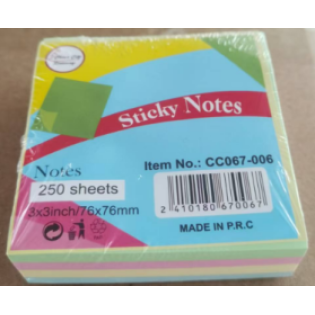 Sticky Notes
Notes
Item No.: CC067-006
250 sheets
3x3inch/76x76mm
2 410180 670067
MADE IN P.R.C